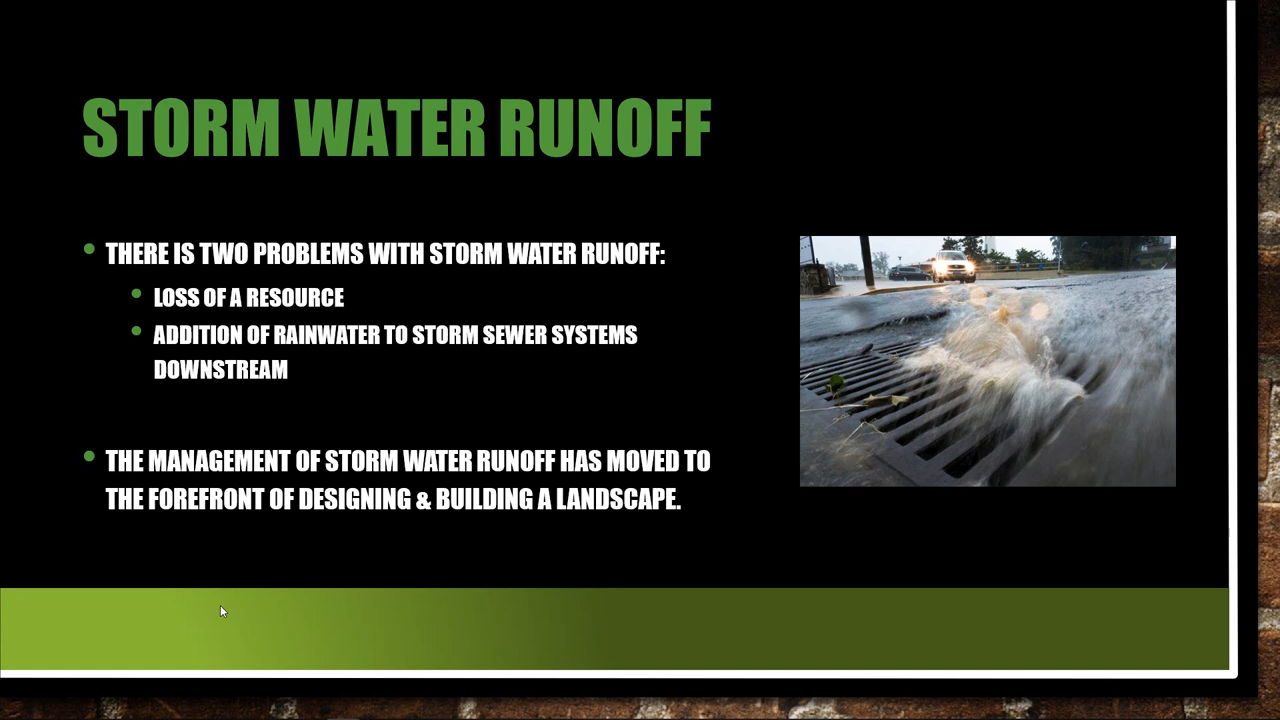 STORM WATER RUNOFF
• THERE IS TWO PROBLEMS WITH STORM WATER RUNOFF:
• LOSS OF A RESOURCE
• ADDITION OF RAINWATER TO STORM SEWER SYSTEMS
DOWNSTREAM
• THE MANAGEMENT OF STORM WATER RUNOFF HAS MOVED TO
THE FOREFRONT OF DESIGNING & BUILDING A LANDSCAPE.